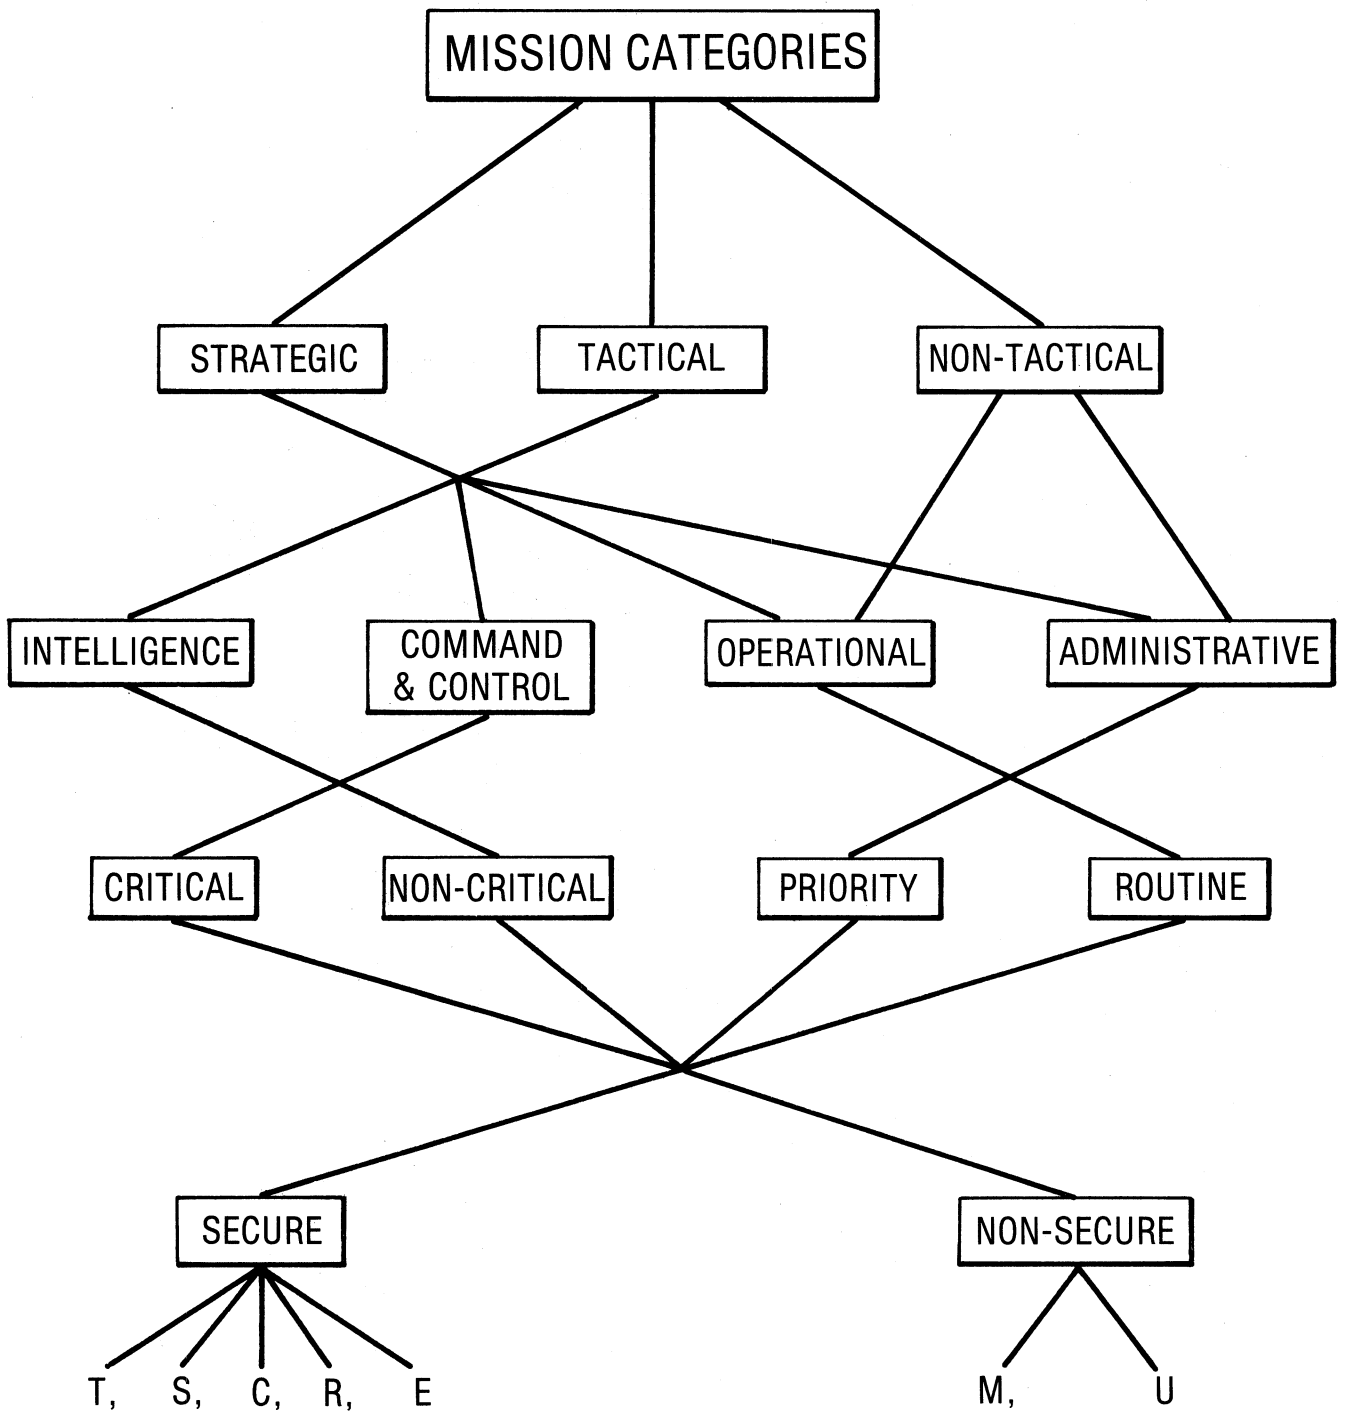 MISSION CATEGORIES
STRATEGIC
TACTICAL
NON-TACTICAL
INTELLIGENCE
COMMAND
& CONTROL
OPERATIONAL
ADMINISTRATIVE
CRITICAL
NON-CRITICAL
PRIORITY
ROUTINE
SECURE
NON-SECURE
T, S, C, R, E
M, U